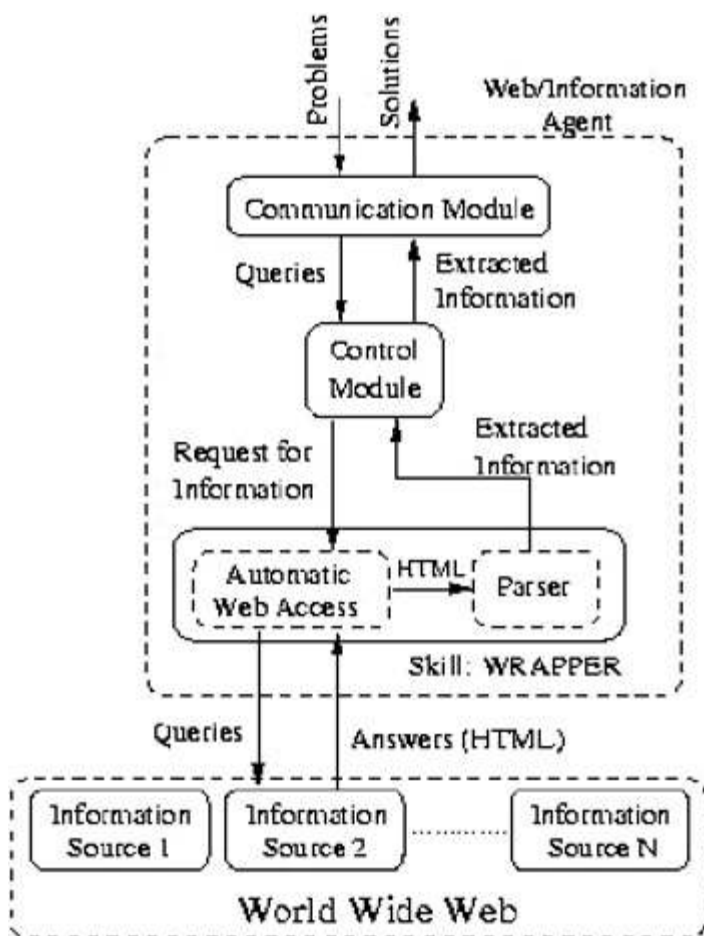 Problems
Solutions
Web/Information
Agent
Communication Module
Queries
Extracted
Information
Control
Module
Request for
Information
Extracted
Information
Automatic
Web Access
HTML
Parser
Skill: WRAPPER
Queries
Answers (HTML)
Information
Source 1
Information
Source 2
Information
Source N
World Wide Web